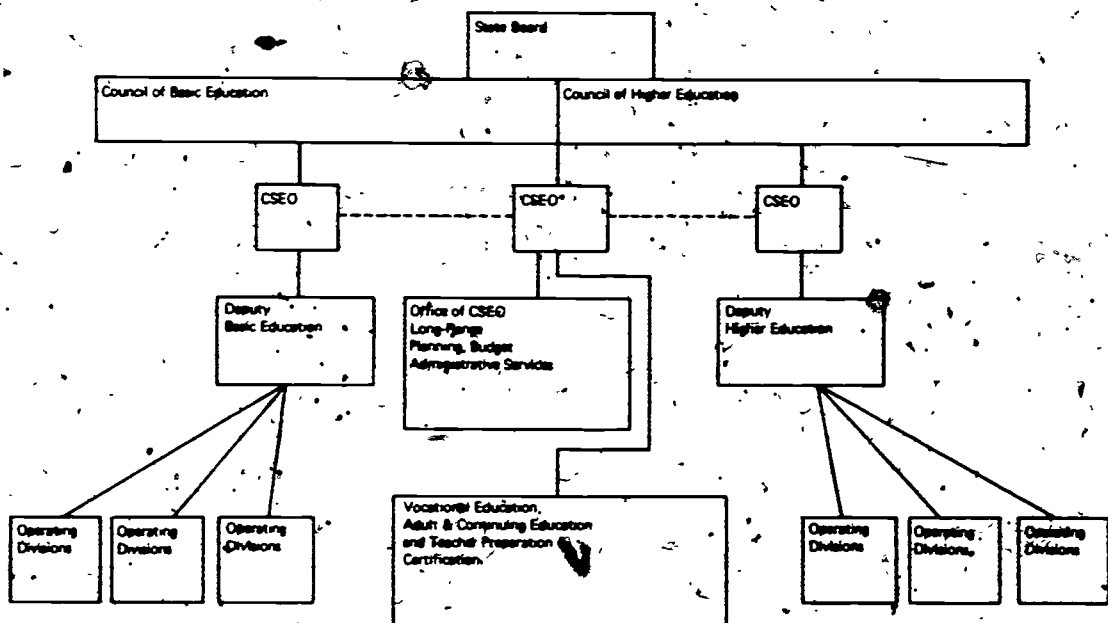 State Board
Council of Basic Education
Council of Higher Education
CSEO
CSEO*
CSEO
Deputy
Basic Education
Office of CSEO
Long-Range
Planning, Budget
Administrative Services
Deputy
Higher Education
Operating
Divisions
Operating
Divisions
Operating
Divisions
Vocational Education,
Adult & Continuing Education
and Teacher Preparation
Certification
Operating
Divisions
Operating
Divisions
Operating
Divisions